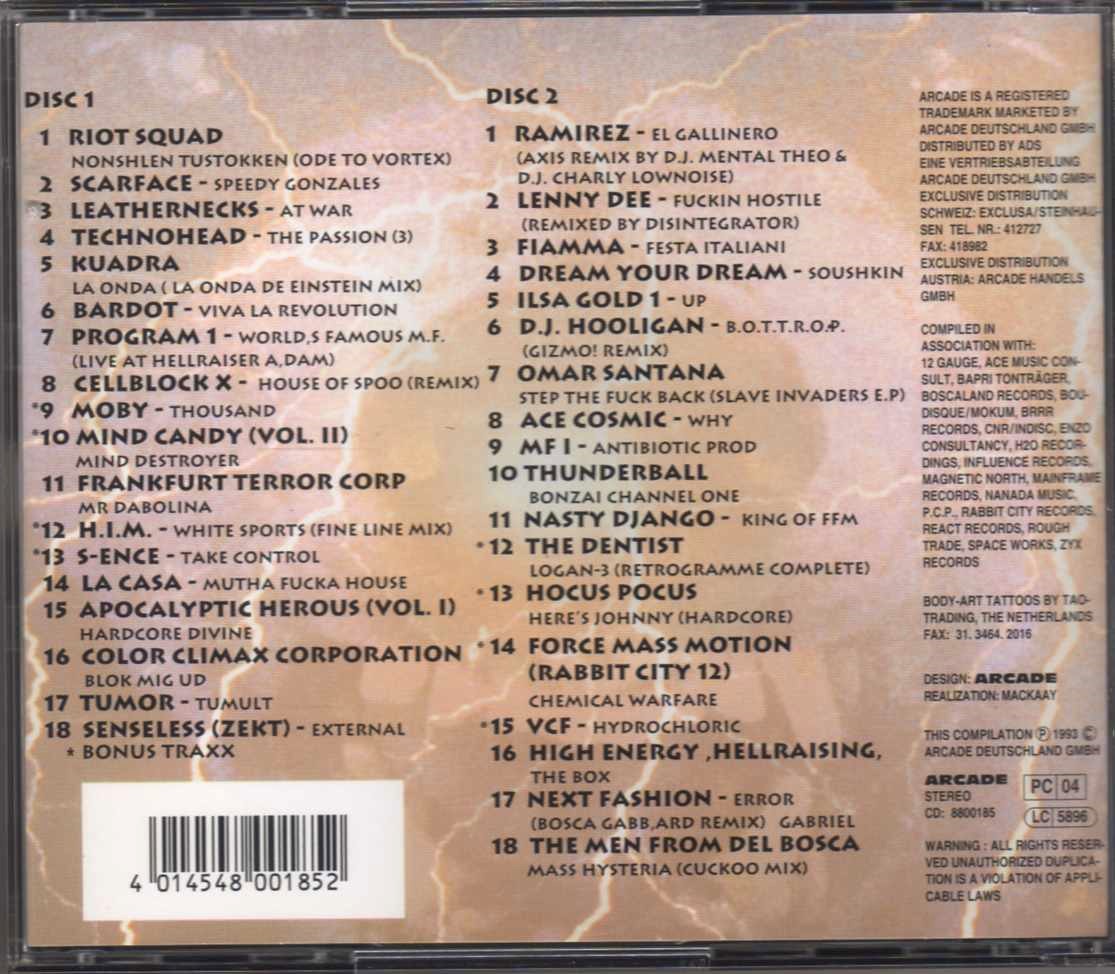 DISC 1
1 RIOT SQUAD
NONSHLEN TUSTOKKEN (ODE TO VORTEX)
2 SCARFACE - SPEEDY GONZALES
3 LEATHERNECKS - AT WAR
4 TECHNOHEAD - THE PASSION (3)
5 KUADRA
LA ONDA ( LA ONDA DE EINSTEIN MIX)
6 BARDOT - VIVA LA REVOLUTION
7 PROGRAM 1 - WORLD,S FAMOUS M.F.
(LIVE AT HELLRAISER A,DAM)
8 CELLBLOCK X - HOUSE OF SPOO (REMIX)
*9 MOBY - THOUSAND
*10 MIND CANDY (VOL. II)
MIND DESTROYER
11 FRANKFURT TERROR CORP
MR DABOLINA
*12 H.I.M. - WHITE SPORTS (FINE LINE MIX)
*13 S-ENCE - TAKE CONTROL
14 LA CASA - MUTHA FUCKA HOUSE
15 APOCALYPTIC HEROUS (VOL. I)
HARDCORE DIVINE
16 COLOR CLIMAX CORPORATION
BLOK MIG UD
17 TUMOR - TUMULT
18 SENSELESS (ZEKT) - EXTERNAL
* BONUS TRAXX
4 014548 001852
DISC 2
1 RAMIREZ - EL GALLINERO
(AXIS REMIX BY D.J. MENTAL THEO &
D.J. CHARLY LOWNOISE)
2 LENNY DEE - FUCKIN HOSTILE
(REMIXED BY DISINTEGRATOR)
3 FIAMMA - FESTA ITALIANI
4 DREAM YOUR DREAM - SOUSHKIN
5 ILSA GOLD 1 - UP
6 D.J. HOOLIGAN - B.O.T.T.R.O.P.
(GIZMO! REMIX)
7 OMAR SANTANA
STEP THE FUCK BACK (SLAVE INVADERS E.P)
8 ACE COSMIC - WHY
9 MF I - ANTIBIOTIC PROD
10 THUNDERBALL
BONZAI CHANNEL ONE
11 NASTY DJANGO - KING OF FFM
*12 THE DENTIST
LOGAN-3 (RETROGRAMME COMPLETE)
*13 HOCUS POCUS
HERE'S JOHNNY (HARDCORE)
*14 FORCE MASS MOTION
(RABBIT CITY 12)
CHEMICAL WARFARE
*15 VCF - HYDROCHLORIC
16 HIGH ENERGY ,HELLRAISING,
THE BOX
17 NEXT FASHION - ERROR
(BOSCA GABB,ARD REMIX) GABRIEL
18 THE MEN FROM DEL BOSCA
MASS HYSTERIA (CUCKOO MIX)
ARCADE IS A REGISTERED
TRADEMARK MARKETED BY
ARCADE DEUTSCHLAND GMBH
DISTRIBUTED BY ADS
EINE VERTRIEBSABTEILUNG
ARCADE DEUTSCHLAND GMBH
EXCLUSIVE DISTRIBUTION
SCHWEIZ: EXCLUSA/STEINHAU-
SEN TEL. NR.: 412727
FAX: 418982
EXCLUSIVE DISTRIBUTION
AUSTRIA: ARCADE HANDELS
GMBH
COMPILED IN
ASSOCIATION WITH:
12 GAUGE, ACE MUSIC CON-
SULT, BAPRI TONTRÄGER,
BOSCALAND RECORDS, BOU-
DISQUE/MOKUM, BRRR
RECORDS, CNR/INDISC, ENZO
CONSULTANCY, H2O RECOR-
DINGS, INFLUENCE RECORDS,
MAGNETIC NORTH, MAINFRAME
RECORDS, NANADA MUSIC,
P.C.P., RABBIT CITY RECORDS,
REACT RECORDS, ROUGH
TRADE, SPACE WORKS, ZYX
RECORDS
BODY-ART TATTOOS BY TAO-
TRADING, THE NETHERLANDS
FAX: 31. 3464. 2016
DESIGN: ARCADE
REALIZATION: MACKAAY
THIS COMPILATION Ⓟ 1993 ©
ARCADE DEUTSCHLAND GMBH
ARCADE
STEREO
CD: 8800185
PC 04
LC 5896
WARNING : ALL RIGHTS RESER-
VED UNAUTHORIZED DUPLICA-
TION IS A VIOLATION OF APPLI-
CABLE LAWS